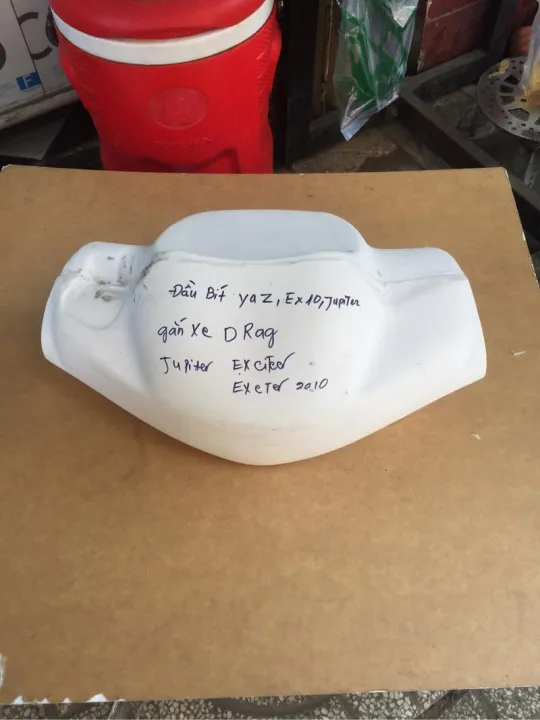 Đầu Bít yaz, Ex10, Jupiter
gắn xe DRag
Jupiter Exciter
Exeter 2010